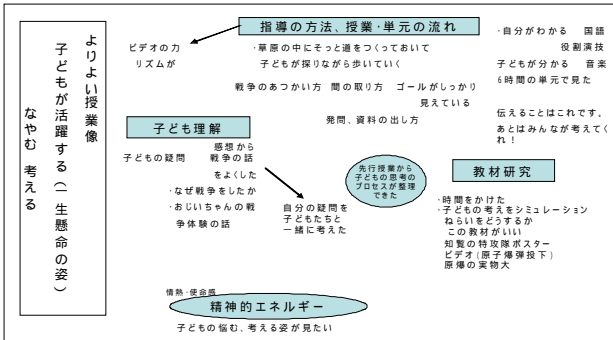 よりよい授業像
子どもが活躍する(一生懸命の姿)
なやむ 考える
指導の方法、授業・単元の流れ
ビデオの力
リズムが
・草原の中にそっと道をつくっておいて
子どもが探りながら歩いていく
戦争のあつかい方 間の取り方 ゴールがしっかり
見えている
発問、資料の出し方
・自分がわかる 国語
役割演技
子どもが分かる 音楽
6時間の単元で見た
伝えることはこれです。
あとはみんなが考えてく
れ!
子ども理解
感想から
子どもの疑問 戦争の話
をよくした
・なぜ戦争をしたか
・おじいちゃんの戦
争体験の話
自分の疑問を
子どもたちと
一緒に考えた
先行授業から
子どもの思考の
プロセスが整理
できた
教材研究
・時間をかけた
・子どもの考えをシミュレーション
ねらいをどうするか
この教材がいい
知覧の特攻隊ポスター
ビデオ(原子爆弾投下)
原爆の実物大
情熱・使命感
精神的エネルギー
子どもの悩む、考える姿が見たい